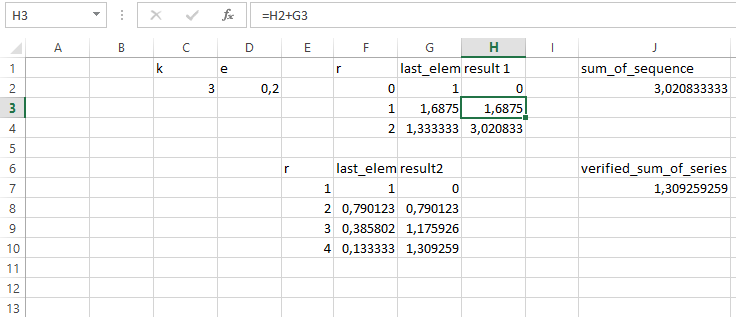 H3 fx =H2+G3
A B C D E F G H I J
1 k e r last_elem result 1 sum_of_sequence
2 3 0,2 0 1 0 3,020833333
3 1 1,6875 1,6875
4 2 1,333333 3,020833
5
6 r last_elem result2 verified_sum_of_series
7 1 1 0 1,309259259
8 2 0,790123 0,790123
9 3 0,385802 1,175926
10 4 0,133333 1,309259
11
12
13